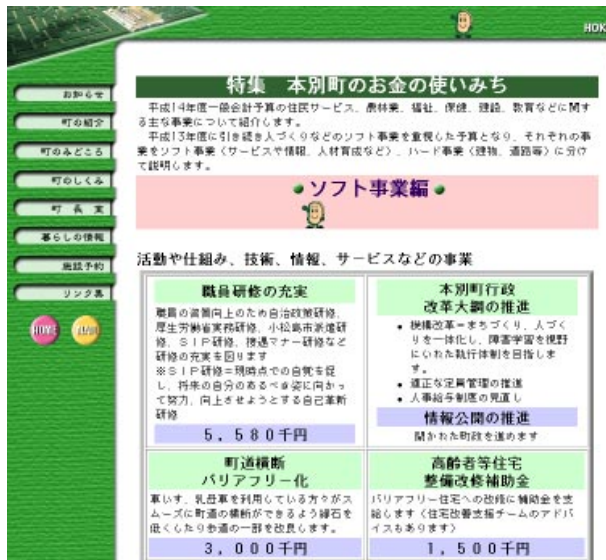 HOM
お知らせ
町の紹介
町のみどころ
町のしくみ
町長室
暮らしの情報
施設予約
リンク集
HOME
特集　本別町のお金の使いみち
平成14年度一般会計予算の住民サービス、農林業、福祉、保健、建設、教育などに関す
る主な事業について紹介します。
平成13年度に引き続き人づくりなどのソフト事業を重視した予算となり、それぞれの事
業をソフト事業（サービスや情報、人材育成など）、ハード事業（建物、道路等）に分け
て説明します。
ソフト事業編
活動や仕組み、技術、情報、サービスなどの事業
職員研修の充実
職員の資質向上のため自治政策研修、
厚生労働省実務研修、小松島市派遣研
修、ＳＩＰ研修、接遇マナー研修など
研修の充実を図ります
※ＳＩＰ研修＝現時点での自覚を促
し、将来の自分のあるべき姿に向かっ
て努力、向上させようとする自己革新
研修
５，５８０千円
本別町行政
改革大綱の推進
機構改革＝まちづくり、人づく
りを一体化し、障害学習を視野
にいれた執行体制を目指しま
す。
適正な定員管理の推進
人事給与制度の見直し
情報公開の推進
開かれた町政を進めます
町道横断
バリアフリー化
車いす、乳母車を利用している方々がス
ムーズに町道の横断ができるよう縁石を
低くしたり歩道の一部を改良します。
３，０００千円
高齢者等住宅
整備改修補助金
バリアフリー住宅への改修に補助金を支
給します（住宅改善支援チームのアドバ
イスもあります）
１，５００千円